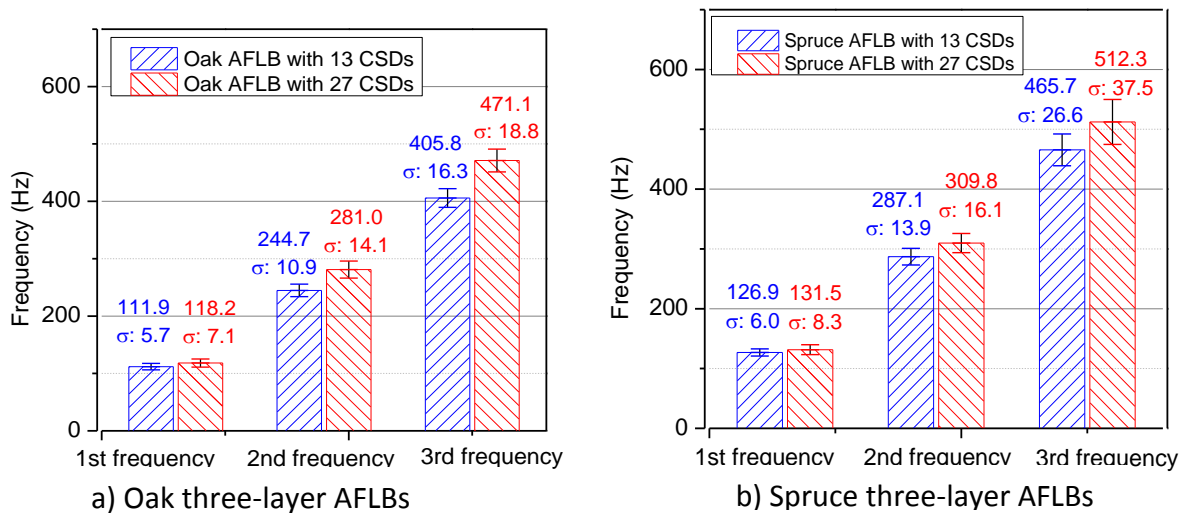 Oak AFLB with 13 CSDs
Oak AFLB with 27 CSDs
Frequency (Hz)
600
400
200
0
111.9
σ: 5.7
118.2
σ: 7.1
244.7
σ: 10.9
281.0
σ: 14.1
405.8
σ: 16.3
471.1
σ: 18.8
1st frequency
2nd frequency
3rd frequency
a) Oak three-layer AFLBs
Spruce AFLB with 13 CSDs
Spruce AFLB with 27 CSDs
Frequency (Hz)
600
400
200
0
126.9
σ: 6.0
131.5
σ: 8.3
287.1
σ: 13.9
309.8
σ: 16.1
465.7
σ: 26.6
512.3
σ: 37.5
1st frequency
2nd frequency
3rd frequency
b) Spruce three-layer AFLBs